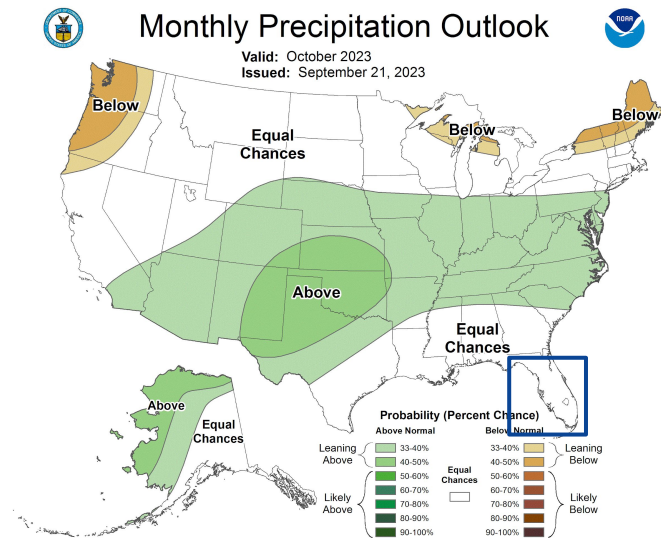 Monthly Precipitation Outlook
NOAA
Valid: October 2023
Issued: September 21, 2023
Below
Equal
Chances
Below
Below
Above
Equal
Chances
Above
Equal
Chances
Probability (Percent Chance)
Above Normal
Below Normal
Leaning
Above
33-40%
40-50%
50-60%
60-70%
70-80%
80-90%
90-100%
Likely
Above
Equal
Chances
33-40%
40-50%
50-60%
60-70%
70-80%
80-90%
90-100%
Leaning
Below
Likely
Below